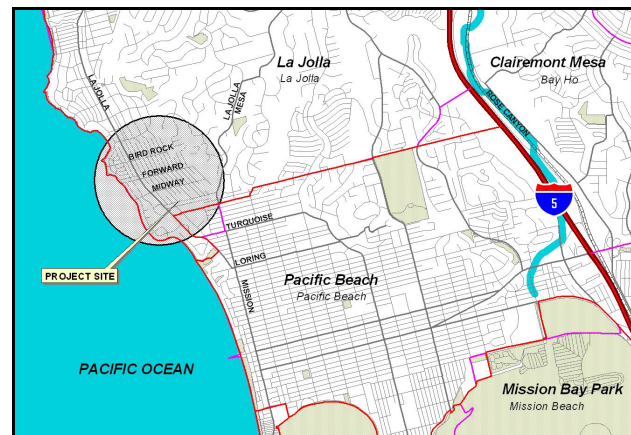 La Jolla
La Jolla
Clairemont Mesa
Bay Ho
LA JOLLA
LA JOLLA
MESA
ROSE CANYON
BIRD ROCK
FORWARD
MIDWAY
5
TURQUOISE
LORING
PROJECT SITE
MISSION
Pacific Beach
Pacific Beach
PACIFIC OCEAN
Mission Bay Park
Mission Beach